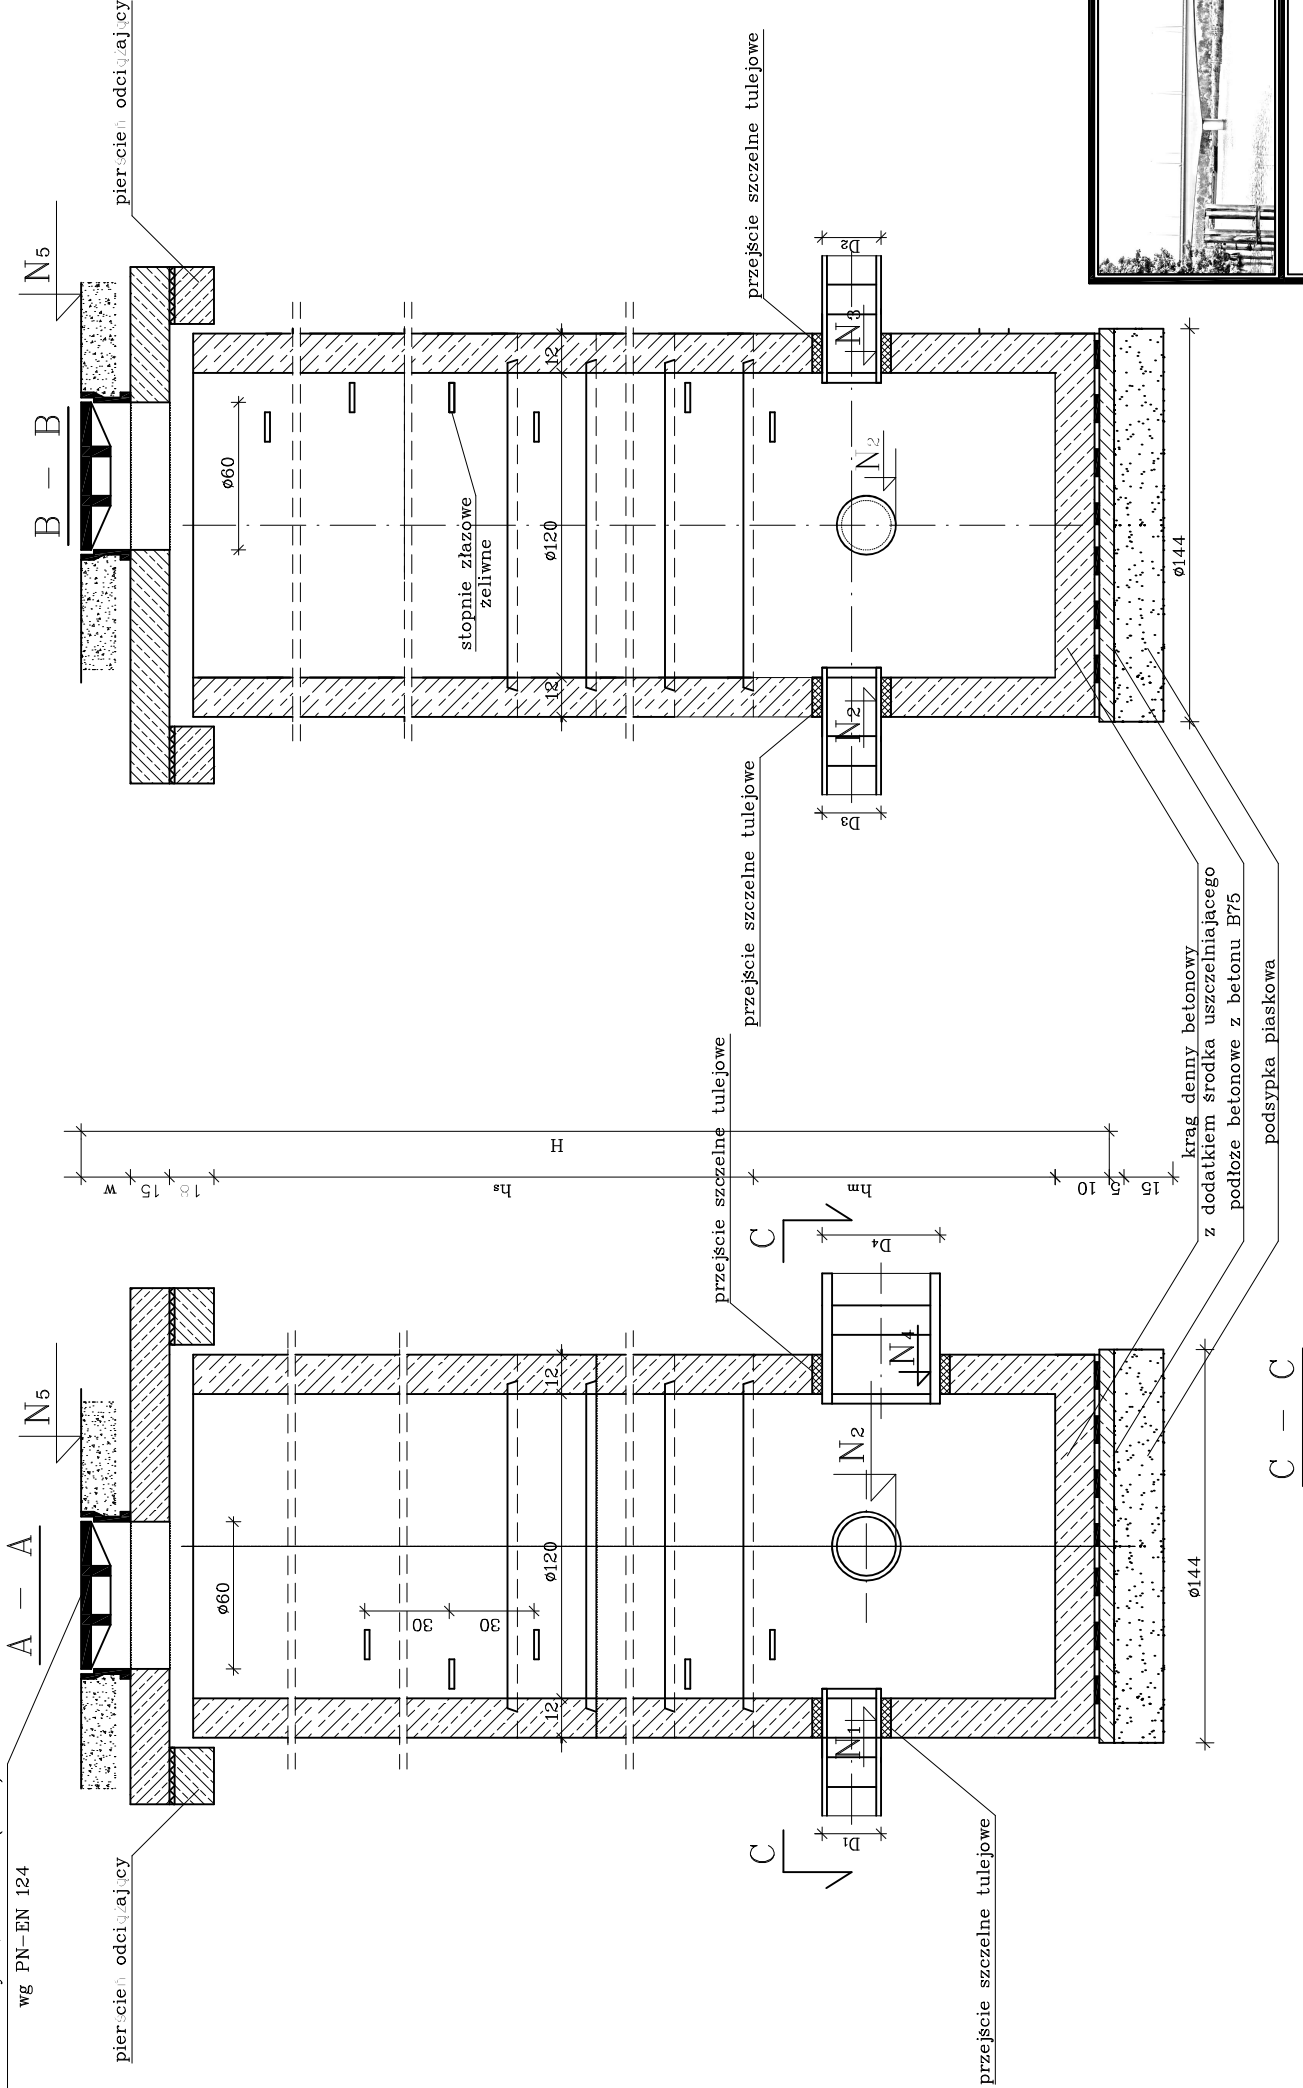 wg PN-EN 124
A - A
N5
pierścień odciążający
ø60
30
30
12
ø120
12
C
C
D1
N1
N2
N4
D4
przejście szczelne tulejowe
przejście szczelne tulejowe
ø144
w
15
18
hs
hm
10
5
15
H
krąg denny betonowy
z dodatkiem środka uszczelniającego
podłoże betonowe z betonu B75
podsypka piaskowa
C - C
B - B
N5
pierścień odciążający
ø60
stopnie złazowe
żeliwne
12
ø120
12
przejście szczelne tulejowe
przejście szczelne tulejowe
D3
N2
N2
N3
D2
ø144